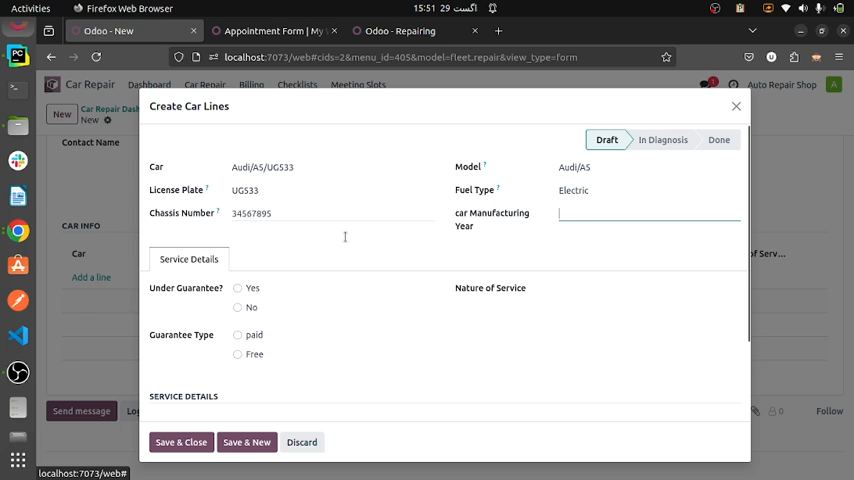 Activities
Firefox Web Browser
15:51 29 اگست
Odoo - New
Appointment Form | My W
Odoo - Repairing
localhost:7073/web#cids=2&menu_id=405&model=fleet.repair&view_type=form
Car Repair
Dashboard
Car Repair
Billing
Checklists
Meeting Slots
Auto Repair Shop
A
New
Car Repair Dash
New
Contact Name
Create Car Lines
Draft
In Diagnosis
Done
Car
Audi/A5/UG533
Model ?
Audi/A5
License Plate ?
UG533
Fuel Type ?
Electric
Chassis Number ?
34567895
car Manufacturing
Year
CAR INFO
Car
of Serv...
Add a line
Service Details
Under Guarantee?
Yes
No
Nature of Service
Guarantee Type
paid
Free
SERVICE DETAILS
Send message
Log
0
Follow
Save & Close
Save & New
Discard
localhost:7073/web#